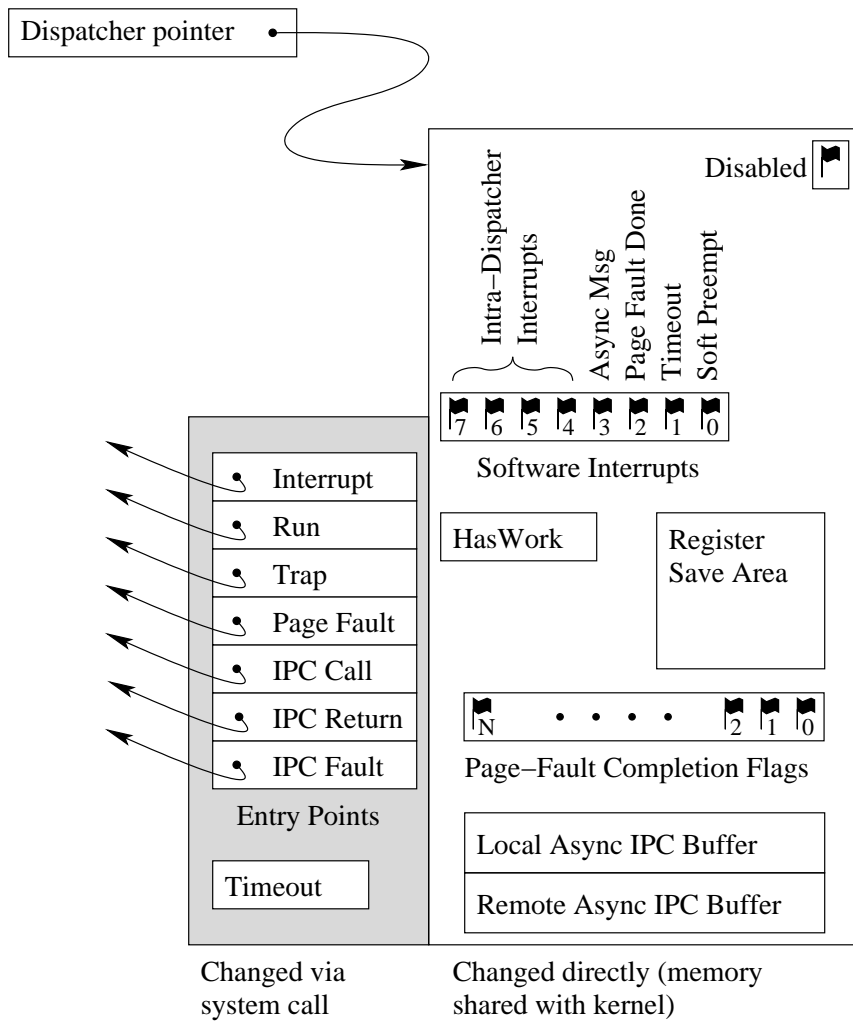 Dispatcher pointer
Disabled
Intra–Dispatcher
Interrupts
Async Msg
Page Fault Done
Timeout
Soft Preempt
7 6 5 4 3 2 1 0
Software Interrupts
Interrupt
Run
Trap
Page Fault
IPC Call
IPC Return
IPC Fault
Entry Points
Timeout
HasWork
Register
Save Area
N 2 1 0
Page–Fault Completion Flags
Local Async IPC Buffer
Remote Async IPC Buffer
Changed via
system call
Changed directly (memory
shared with kernel)